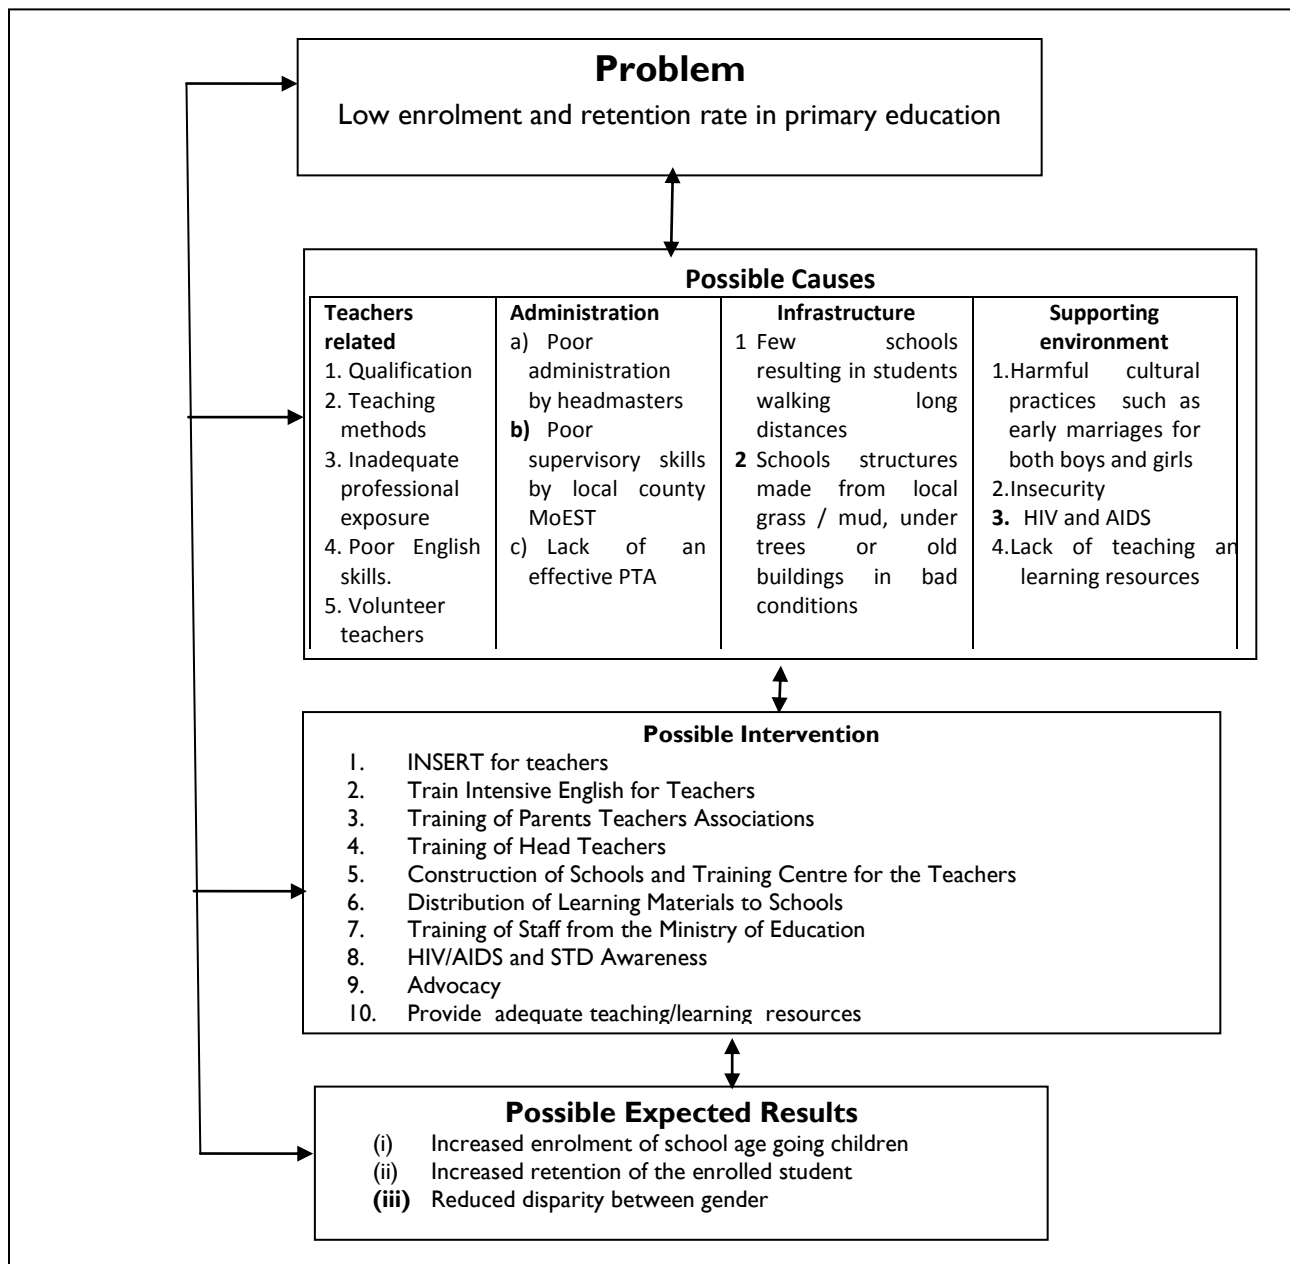 Problem
Low enrolment and retention rate in primary education
Possible Causes
Teachers
related
1. Qualification
2. Teaching
methods
3. Inadequate
professional
exposure
4. Poor English
skills.
5. Volunteer
teachers
Administration
a) Poor
administration
by headmasters
b) Poor
supervisory skills
by local county
MoEST
c) Lack of an
effective PTA
Infrastructure
1 Few schools
resulting in students
walking long
distances
2 Schools structures
made from local
grass / mud, under
trees or old
buildings in bad
conditions
Supporting
environment
1.Harmful cultural
practices such as
early marriages for
both boys and girls
2.Insecurity
3. HIV and AIDS
4.Lack of teaching an
learning resources
Possible Intervention
1. INSERT for teachers
2. Train Intensive English for Teachers
3. Training of Parents Teachers Associations
4. Training of Head Teachers
5. Construction of Schools and Training Centre for the Teachers
6. Distribution of Learning Materials to Schools
7. Training of Staff from the Ministry of Education
8. HIV/AIDS and STD Awareness
9. Advocacy
10. Provide adequate teaching/learning resources
Possible Expected Results
(i) Increased enrolment of school age going children
(ii) Increased retention of the enrolled student
(iii) Reduced disparity between gender